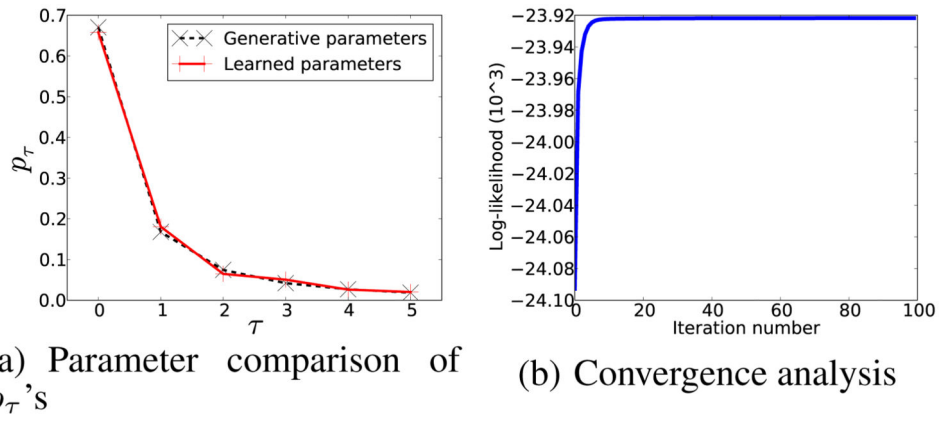 0.7
0.6
0.5
0.4
0.3
0.2
0.1
0.0
pτ
Generative parameters
Learned parameters
0 1 2 3 4 5
τ
a) Parameter comparison of
pτ's
−23.92
−23.94
−23.96
−23.98
−24.00
−24.02
−24.04
−24.06
−24.08
−24.10
Log-likelihood (10^3)
0 20 40 60 80 100
Iteration number
(b) Convergence analysis